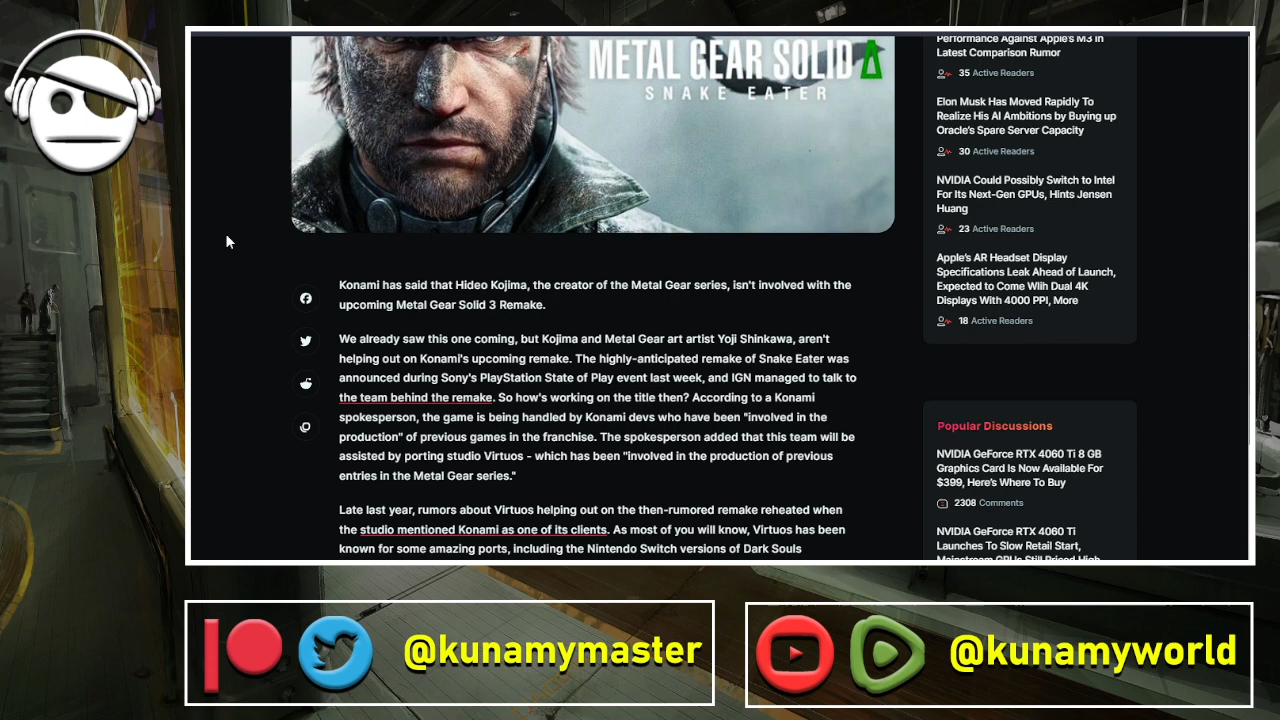 METAL GEAR SOLID Δ
SNAKE EATER
Konami has said that Hideo Kojima, the creator of the Metal Gear series, isn't involved with the
upcoming Metal Gear Solid 3 Remake.
We already saw this one coming, but Kojima and Metal Gear art artist Yoji Shinkawa, aren't
helping out on Konami's upcoming remake. The highly-anticipated remake of Snake Eater was
announced during Sony's PlayStation State of Play event last week, and IGN managed to talk to
the team behind the remake. So how's working on the title then? According to a Konami
spokesperson, the game is being handled by Konami devs who have been "involved in the
production" of previous games in the franchise. The spokesperson added that this team will be
assisted by porting studio Virtuos - which has been "involved in the production of previous
entries in the Metal Gear series."
Late last year, rumors about Virtuos helping out on the then-rumored remake reheated when
the studio mentioned Konami as one of its clients. As most of you will know, Virtuos has been
known for some amazing ports, including the Nintendo Switch versions of Dark Souls
Performance Against Apple's M3 In
Latest Comparison Rumor
35 Active Readers
Elon Musk Has Moved Rapidly To
Realize His AI Ambitions by Buying up
Oracle's Spare Server Capacity
30 Active Readers
NVIDIA Could Possibly Switch to Intel
For Its Next-Gen GPUs, Hints Jensen
Huang
23 Active Readers
Apple's AR Headset Display
Specifications Leak Ahead of Launch,
Expected to Come Wiih Dual 4K
Displays With 4000 PPI, More
18 Active Readers
Popular Discussions
NVIDIA GeForce RTX 4060 Ti 8 GB
Graphics Card Is Now Available For
$399, Here's Where To Buy
2308 Comments
NVIDIA GeForce RTX 4060 Ti
Launches To Slow Retail Start,
Mainstream GPUs Still Priced High
@kunamymaster
@kunamyworld